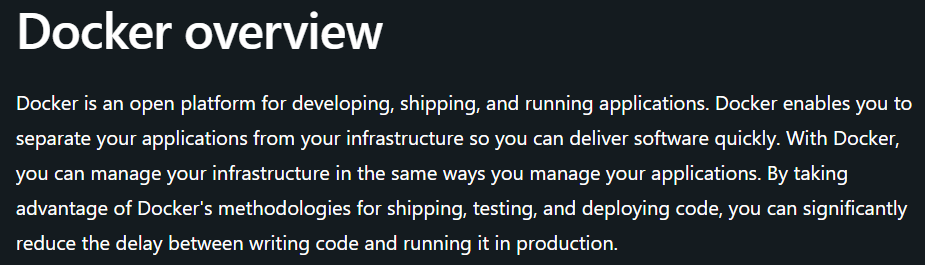 Docker overview
Docker is an open platform for developing, shipping, and running applications. Docker enables you to
separate your applications from your infrastructure so you can deliver software quickly. With Docker,
you can manage your infrastructure in the same ways you manage your applications. By taking
advantage of Docker's methodologies for shipping, testing, and deploying code, you can significantly
reduce the delay between writing code and running it in production.